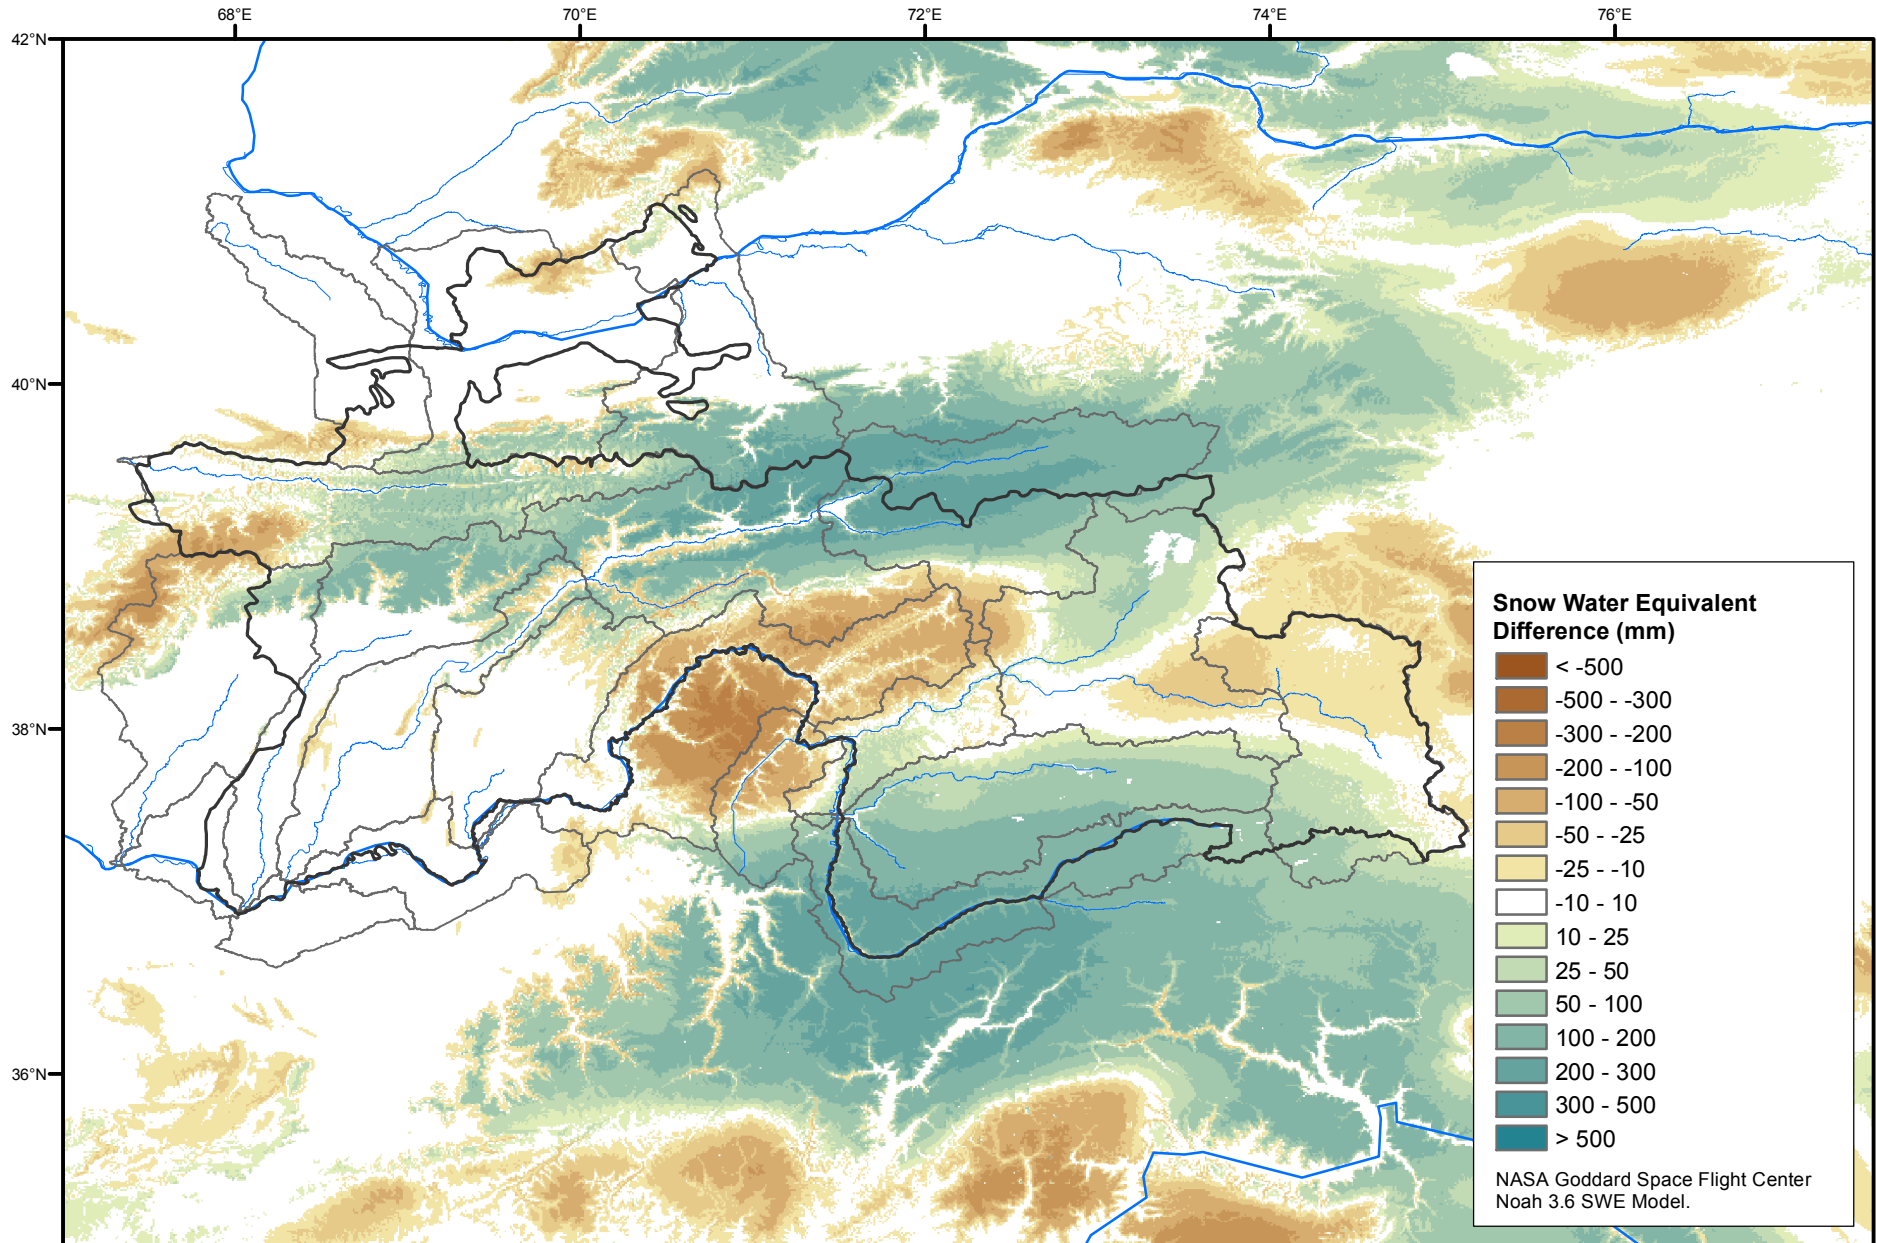 68°E
70°E
72°E
74°E
76°E
42°N
40°N
38°N
36°N
Snow Water Equivalent
Difference (mm)
< -500
-500 - -300
-300 - -200
-200 - -100
-100 - -50
-50 - -25
-25 - -10
-10 - 10
10 - 25
25 - 50
50 - 100
100 - 200
200 - 300
300 - 500
> 500
NASA Goddard Space Flight Center
Noah 3.6 SWE Model.